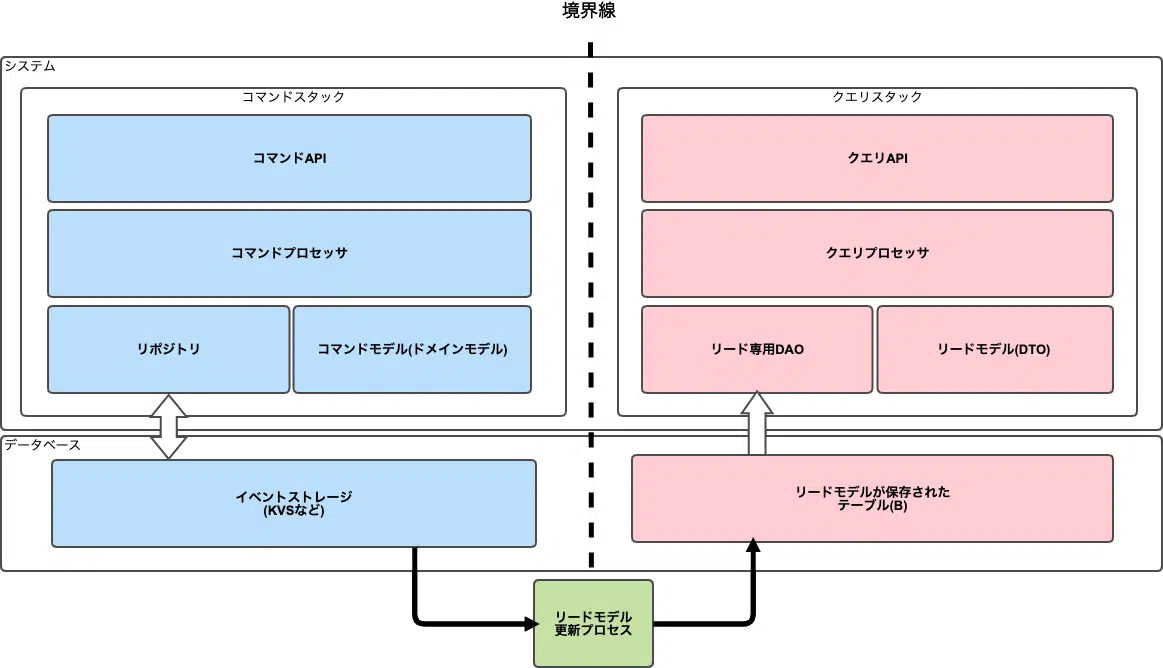 境界線
システム
コマンドスタック
コマンドAPI
コマンドプロセッサ
リポジトリ
コマンドモデル(ドメインモデル)
クエリスタック
クエリAPI
クエリプロセッサ
リード専用DAO
リードモデル(DTO)
データベース
イベントストレージ
(KVSなど)
リードモデルが保存された
テーブル(B)
リードモデル
更新プロセス